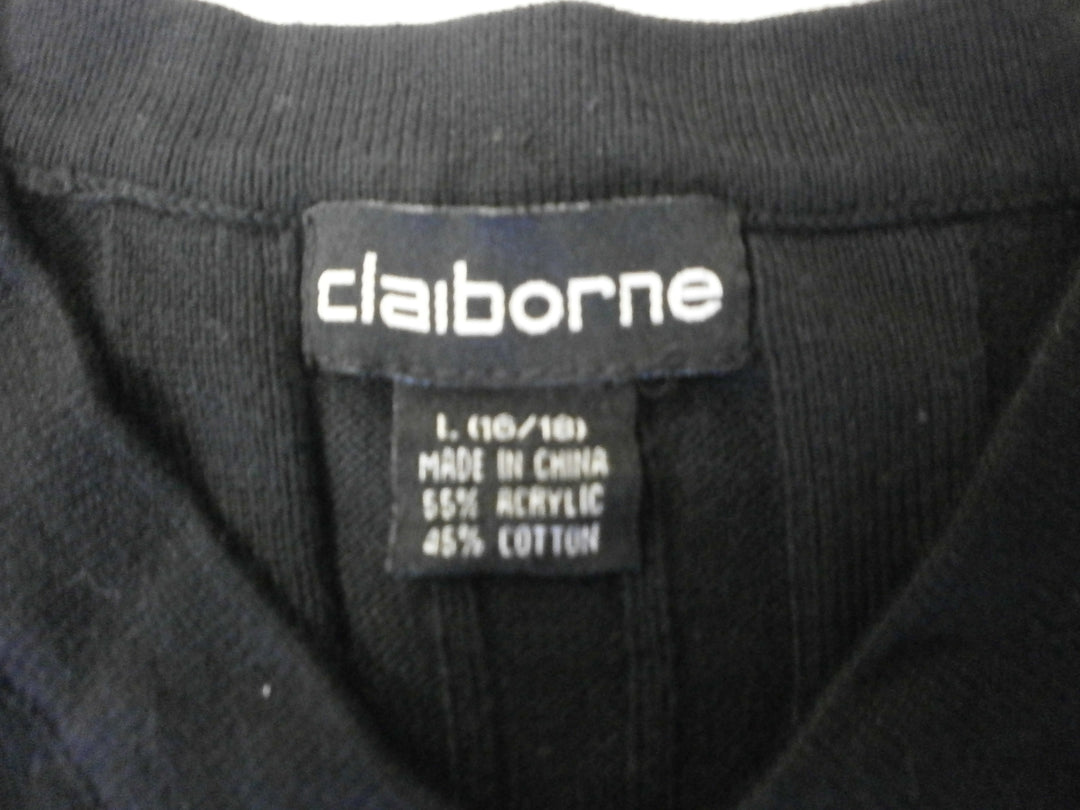 claiborne
L (16/18)
MADE IN CHINA
55% ACRYLIC
45% COTTON